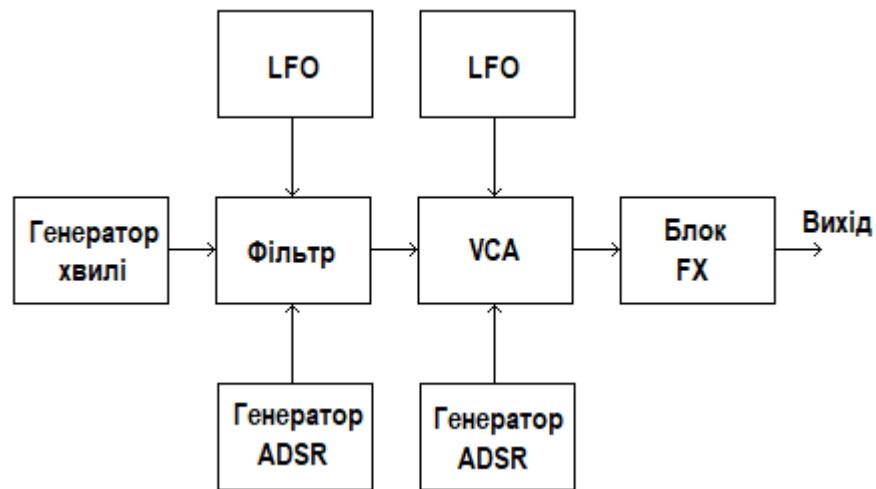 LFO
LFO
Генератор
хвилі
Фільтр
VCA
Блок
FX
Вихід
Генератор
ADSR
Генератор
ADSR